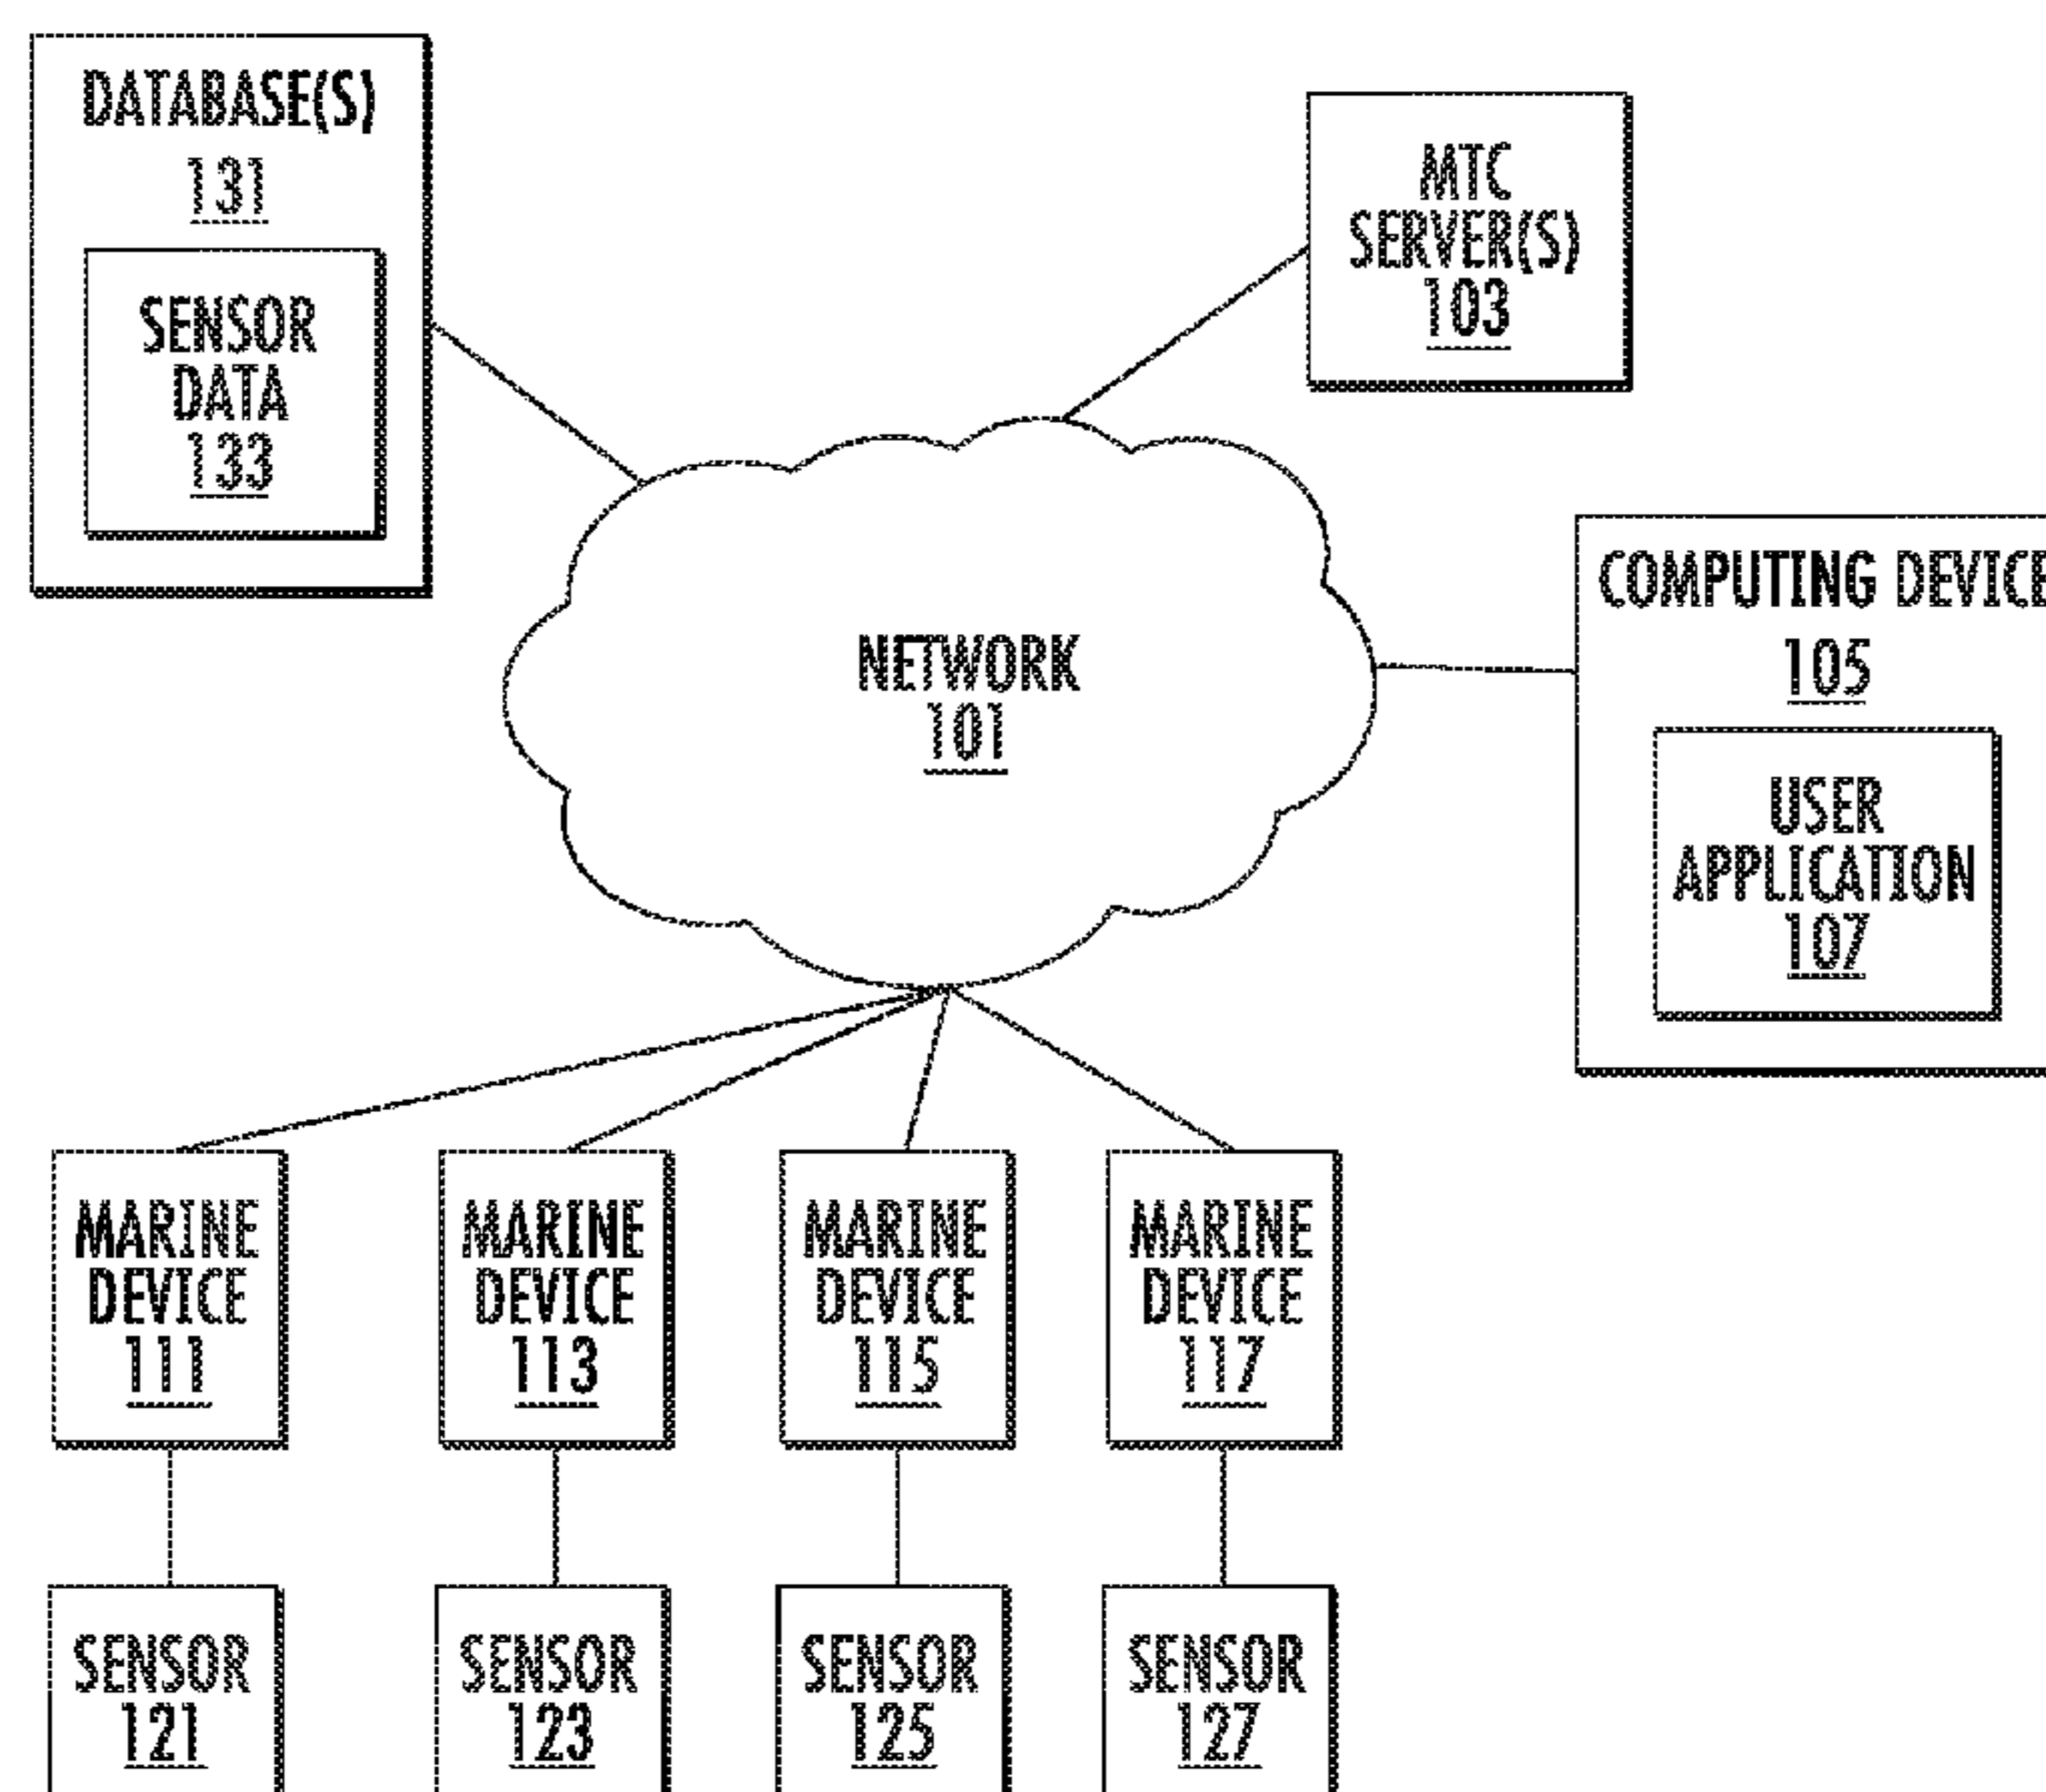 DATABASE(S)
131
SENSOR
DATA
133
MTC
SERVER(S)
103
NETWORK
101
COMPUTING DEVICE
105
USER
APPLICATION
107
MARINE
DEVICE
111
MARINE
DEVICE
113
MARINE
DEVICE
115
MARINE
DEVICE
117
SENSOR
121
SENSOR
123
SENSOR
125
SENSOR
127